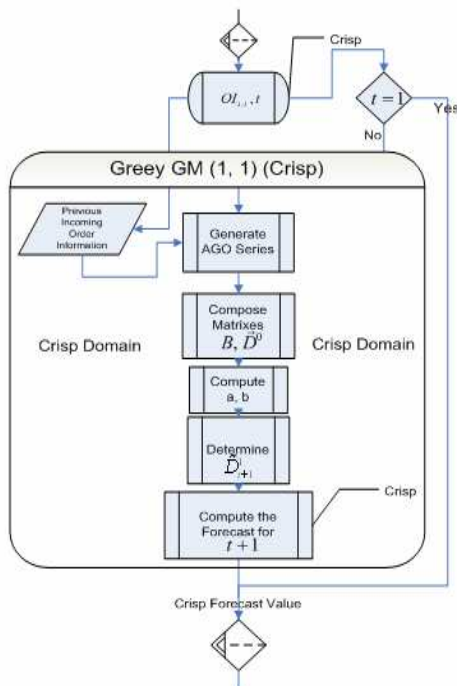 Crisp
t = 1
Yes
No
Greey GM (1, 1) (Crisp)
Previous
Incoming
Order
Information
Generate
AGO Series
Compose
Matrixes
Crisp Domain
Crisp Domain
Compute
a, b
Determine
Crisp
Compute the
Forecast for
t + 1
Crisp Forecast Value